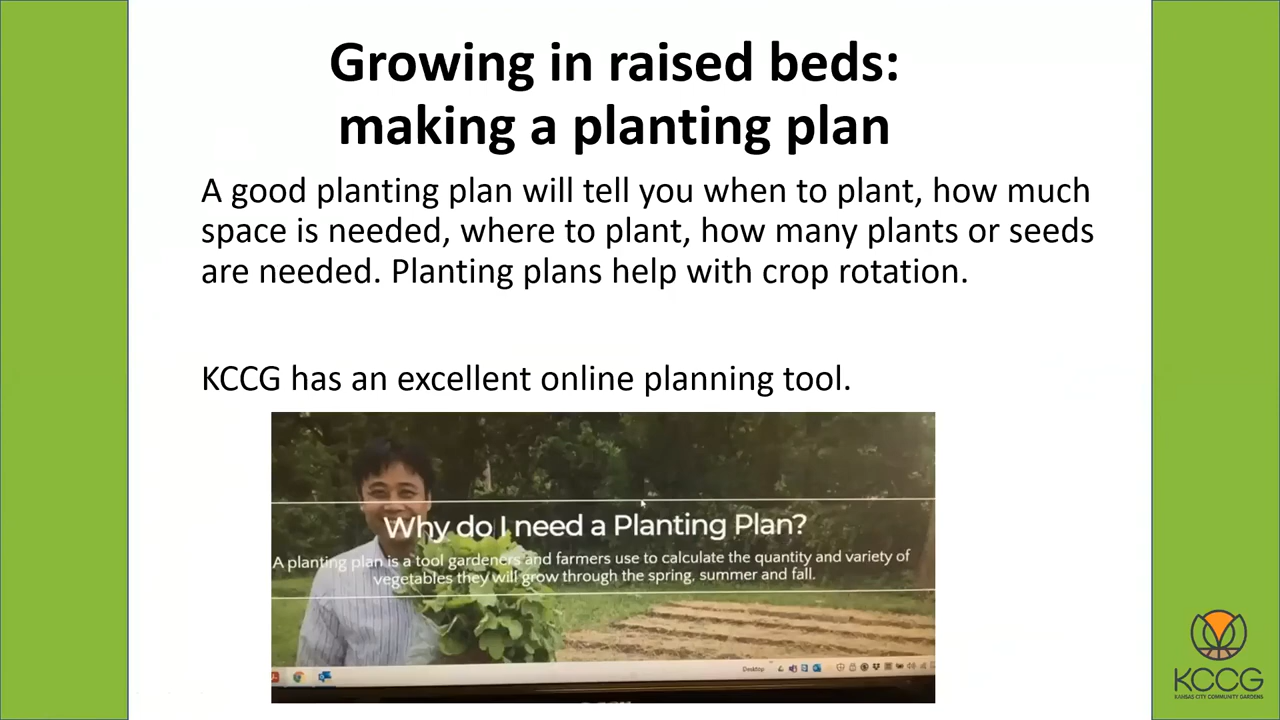 Growing in raised beds:
making a planting plan
A good planting plan will tell you when to plant, how much
space is needed, where to plant, how many plants or seeds
are needed. Planting plans help with crop rotation.
KCCG has an excellent online planning tool.
Why do I need a Planting Plan?
A planting plan is a tool gardeners and farmers use to calculate the quantity and variety of
vegetables they will grow through the spring, summer and fall.
Desktop
KCCG
KANSAS CITY COMMUNITY GARDENS